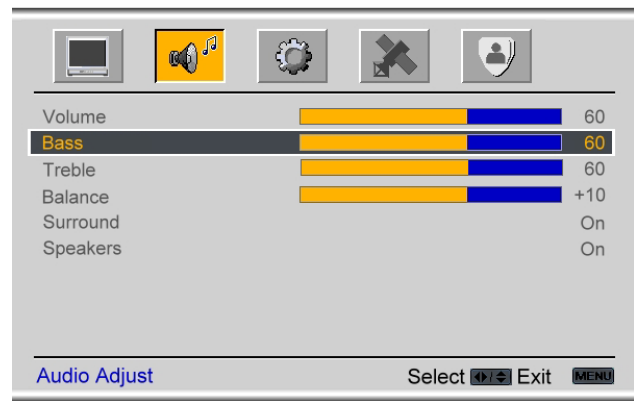 Volume 60
Bass 60
Treble 60
Balance +10
Surround On
Speakers On
Audio Adjust Select Exit MENU